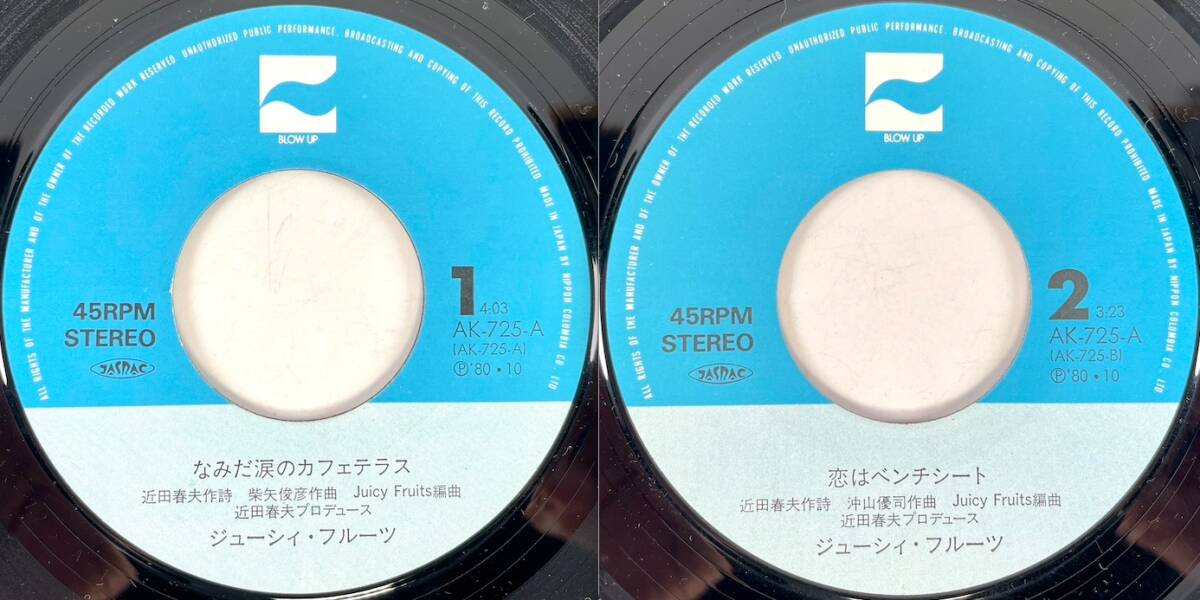 ALL RIGHTS OF THE MANUFACTURER AND OF THE OWNER OF THE RECORDED WORK RESERVED UNAUTHORIZED PUBLIC PERFORMANCE. BROADCASTING AND COPYING OF THIS RECORD PROHIBITED MADE IN JAPAN BY NIPPON COLUMBIA CO LTD
BLOW UP
45RPM
STEREO
JASRAC
1 4:03
AK-725-A
(AK-725-A)
Ⓟ'80・10
なみだ涙のカフェテラス
近田春夫作詩 柴矢俊彦作曲 Juicy Fruits編曲
近田春夫プロデュース
ジューシィ・フルーツ
ALL RIGHTS OF THE MANUFACTURER AND OF THE OWNER OF THE RECORDED WORK RESERVED UNAUTHORIZED PUBLIC PERFORMANCE. BROADCASTING AND COPYING OF THIS RECORD PROHIBITED MADE IN JAPAN BY NIPPON COLUMBIA CO LTD
BLOW UP
45RPM
STEREO
JASRAC
2 3:23
AK-725-A
(AK-725-B)
Ⓟ'80・10
恋はベンチシート
近田春夫作詩 沖山優司作曲 Juicy Fruits編曲
近田春夫プロデュース
ジューシィ・フルーツ